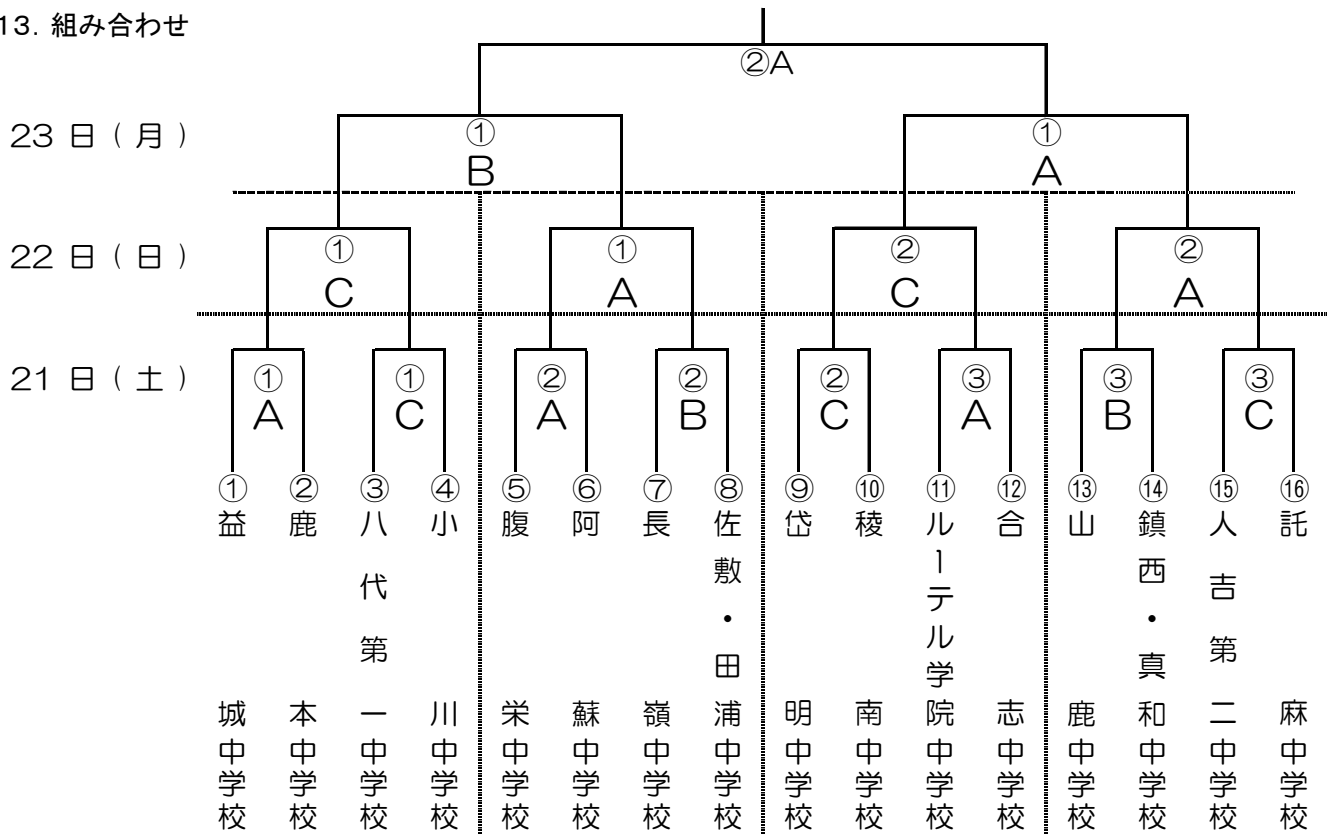 13. 組み合わせ
②A
23 日 ( 月 )
①
B
①
A
22 日 ( 日 )
①
C
①
A
②
C
②
A
21 日 ( 土 )
①
A
①
C
②
A
②
B
②
C
③
A
③
B
③
C
①
益城中学校
②
鹿本中学校
③
八代第一中学校
④
小川中学校
⑤
腹栄中学校
⑥
阿蘇中学校
⑦
長嶺中学校
⑧
佐敷・田浦中学校
⑨
岱明中学校
⑩
稜南中学校
⑪
ルーテル学院中学校
⑫
合志中学校
⑬
山鹿中学校
⑭
鎮西・真和中学校
⑮
人吉第二中学校
⑯
託麻中学校